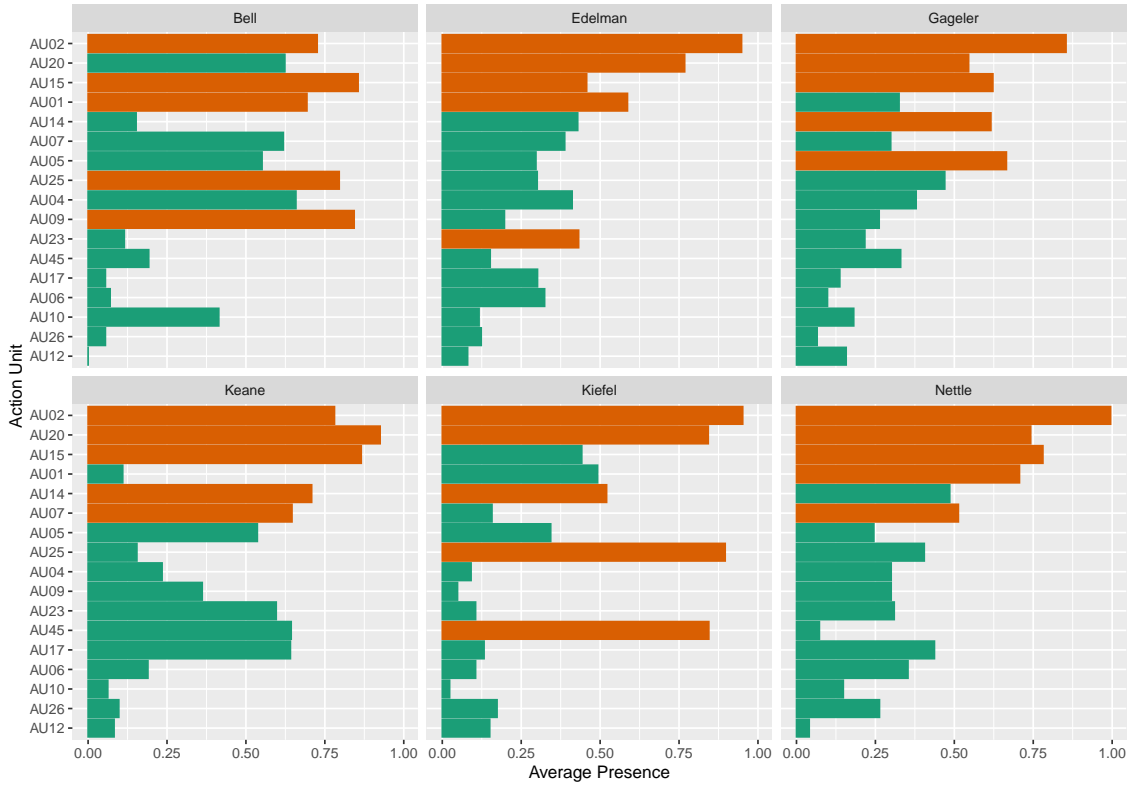 Bell Edelman Gageler
AU02
AU20
AU15
AU01
AU14
AU07
AU05
AU25
AU04
AU09
AU23
AU45
AU17
AU06
AU10
AU26
AU12
Action Unit
Keane Kiefel Nettle
AU02
AU20
AU15
AU01
AU14
AU07
AU05
AU25
AU04
AU09
AU23
AU45
AU17
AU06
AU10
AU26
AU12
0.00 0.25 0.50 0.75 1.00 0.00 0.25 0.50 0.75 1.00 0.00 0.25 0.50 0.75 1.00
Average Presence